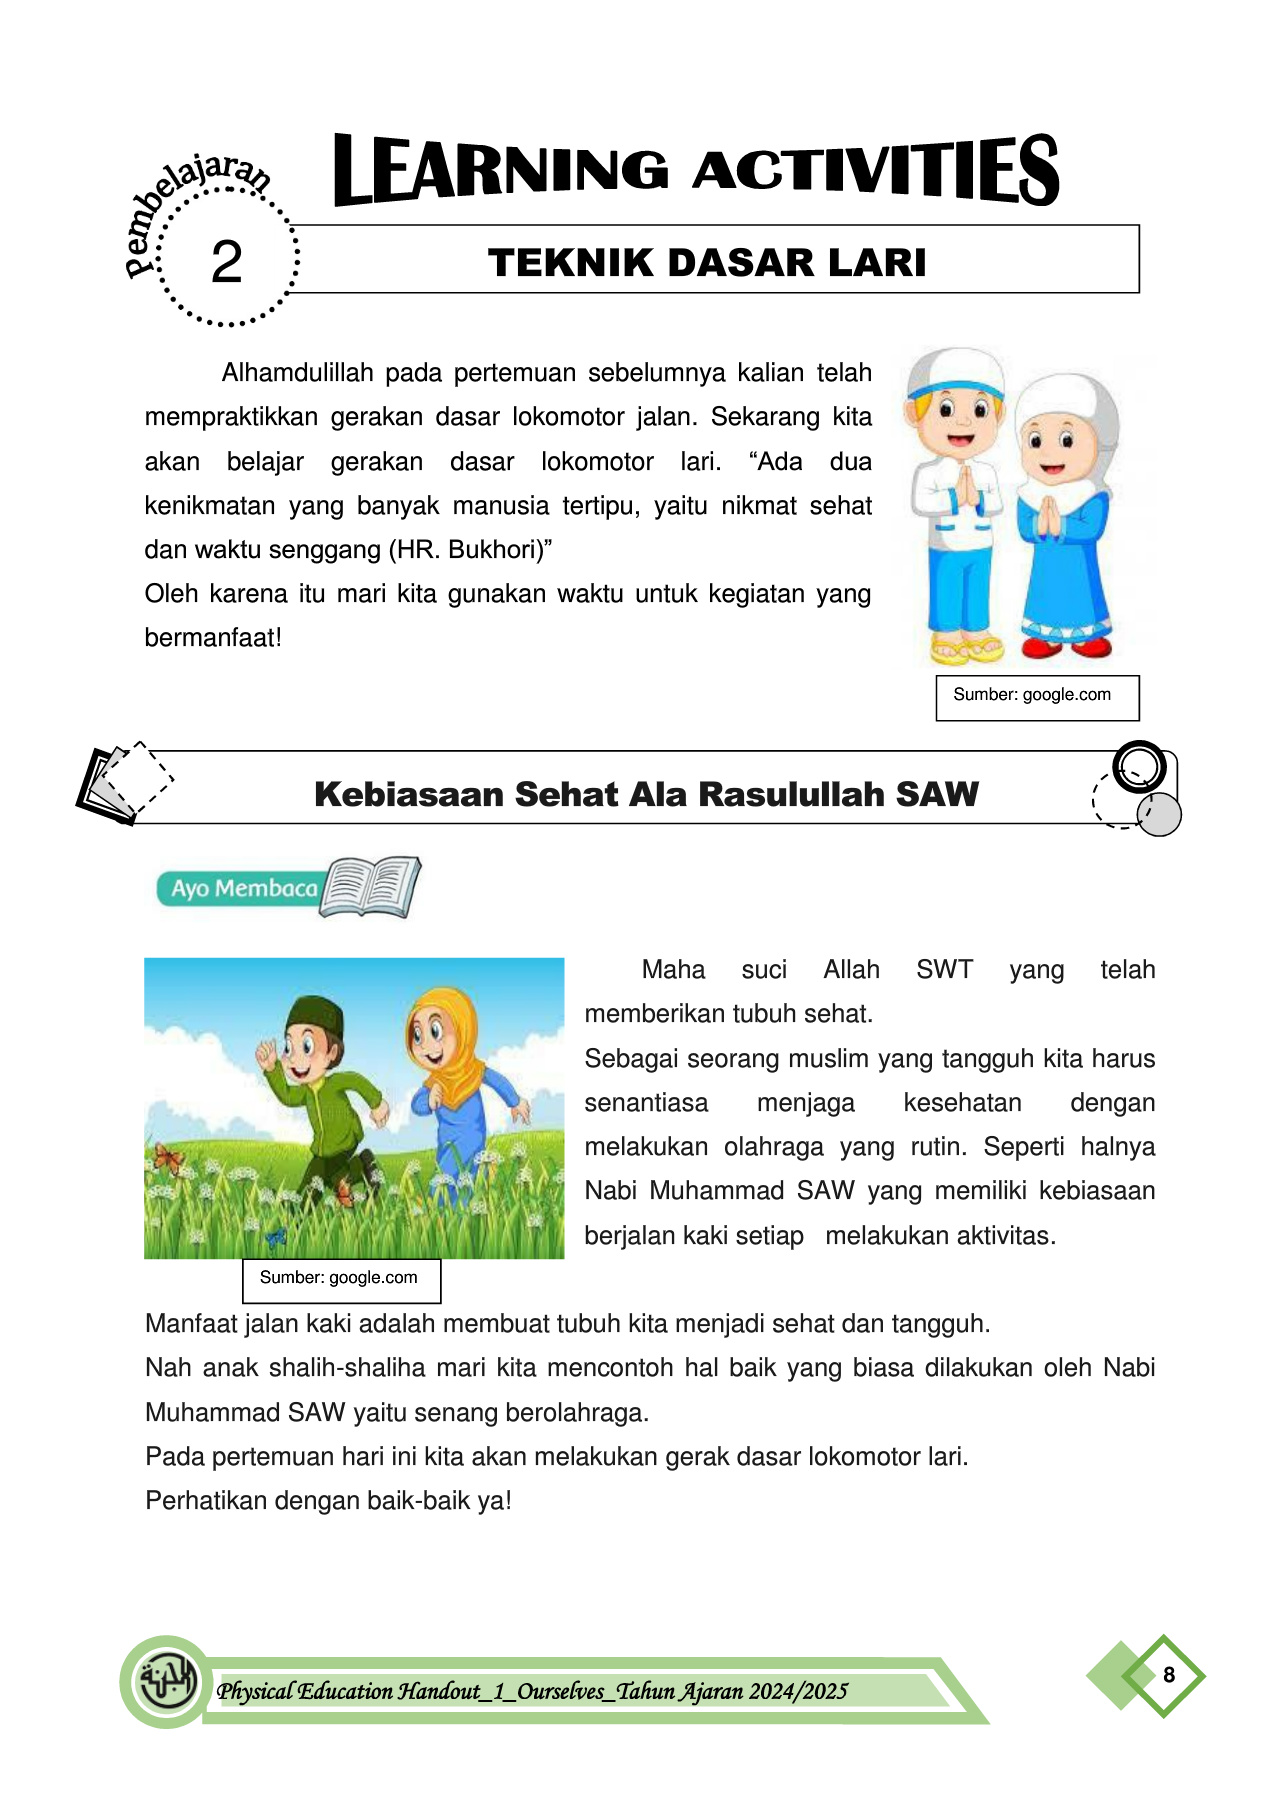 LEARNING ACTIVITIES
Pembelajaran
2
TEKNIK DASAR LARI
Alhamdulillah pada pertemuan sebelumnya kalian telah
mempraktikkan gerakan dasar lokomotor jalan. Sekarang kita
akan belajar gerakan dasar lokomotor lari. “Ada dua
kenikmatan yang banyak manusia tertipu, yaitu nikmat sehat
dan waktu senggang (HR. Bukhori)”
Oleh karena itu mari kita gunakan waktu untuk kegiatan yang
bermanfaat!
Sumber: google.com
Kebiasaan Sehat Ala Rasulullah SAW
Ayo Membaca
Maha suci Allah SWT yang telah
memberikan tubuh sehat.
Sebagai seorang muslim yang tangguh kita harus
senantiasa menjaga kesehatan dengan
melakukan olahraga yang rutin. Seperti halnya
Nabi Muhammad SAW yang memiliki kebiasaan
berjalan kaki setiap melakukan aktivitas.
Sumber: google.com
Manfaat jalan kaki adalah membuat tubuh kita menjadi sehat dan tangguh.
Nah anak shalih-shaliha mari kita mencontoh hal baik yang biasa dilakukan oleh Nabi
Muhammad SAW yaitu senang berolahraga.
Pada pertemuan hari ini kita akan melakukan gerak dasar lokomotor lari.
Perhatikan dengan baik-baik ya!
Physical Education Handout_1_Ourselves_Tahun Ajaran 2024/2025
8